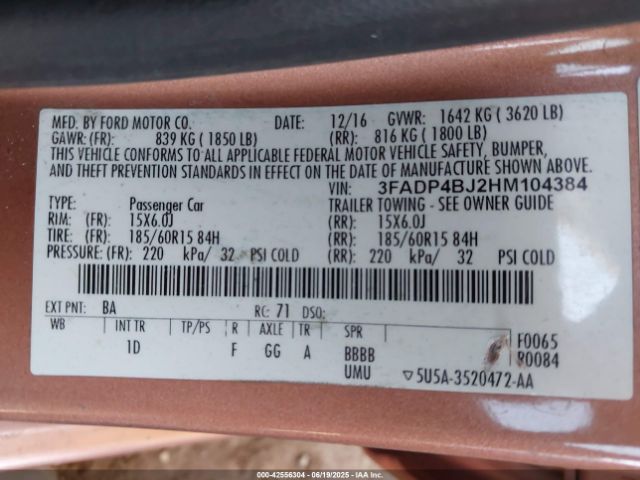 MFD. BY FORD MOTOR CO. DATE: 12/16 GVWR: 1642 KG ( 3620 LB)
GAWR: (FR): 839 KG ( 1850 LB) (RR): 816 KG ( 1800 LB)
THIS VEHICLE CONFORMS TO ALL APPLICABLE FEDERAL MOTOR VEHICLE SAFETY, BUMPER,
AND THEFT PREVENTION STANDARDS IN EFFECT ON THE DATE OF MANUFACTURE SHOWN ABOVE.
VIN: 3FADP4BJ2HM104384
TYPE: Passenger Car TRAILER TOWING - SEE OWNER GUIDE
RIM: (FR): 15X6.0J (RR): 15X6.0J
TIRE: (FR): 185/60R15 84H (RR): 185/60R15 84H
PRESSURE: (FR): 220 kPa/ 32 PSI COLD (RR): 220 kPa/ 32 PSI COLD
EXT PNT: BA RC: 71 DSO:
WB INT TR TP/PS R AXLE TR SPR F0065
1D F GG A BBBB R0084
UMU ▽5U5A-3520472-AA
000-42556304 - 06/19/2025 - IAAI.COM